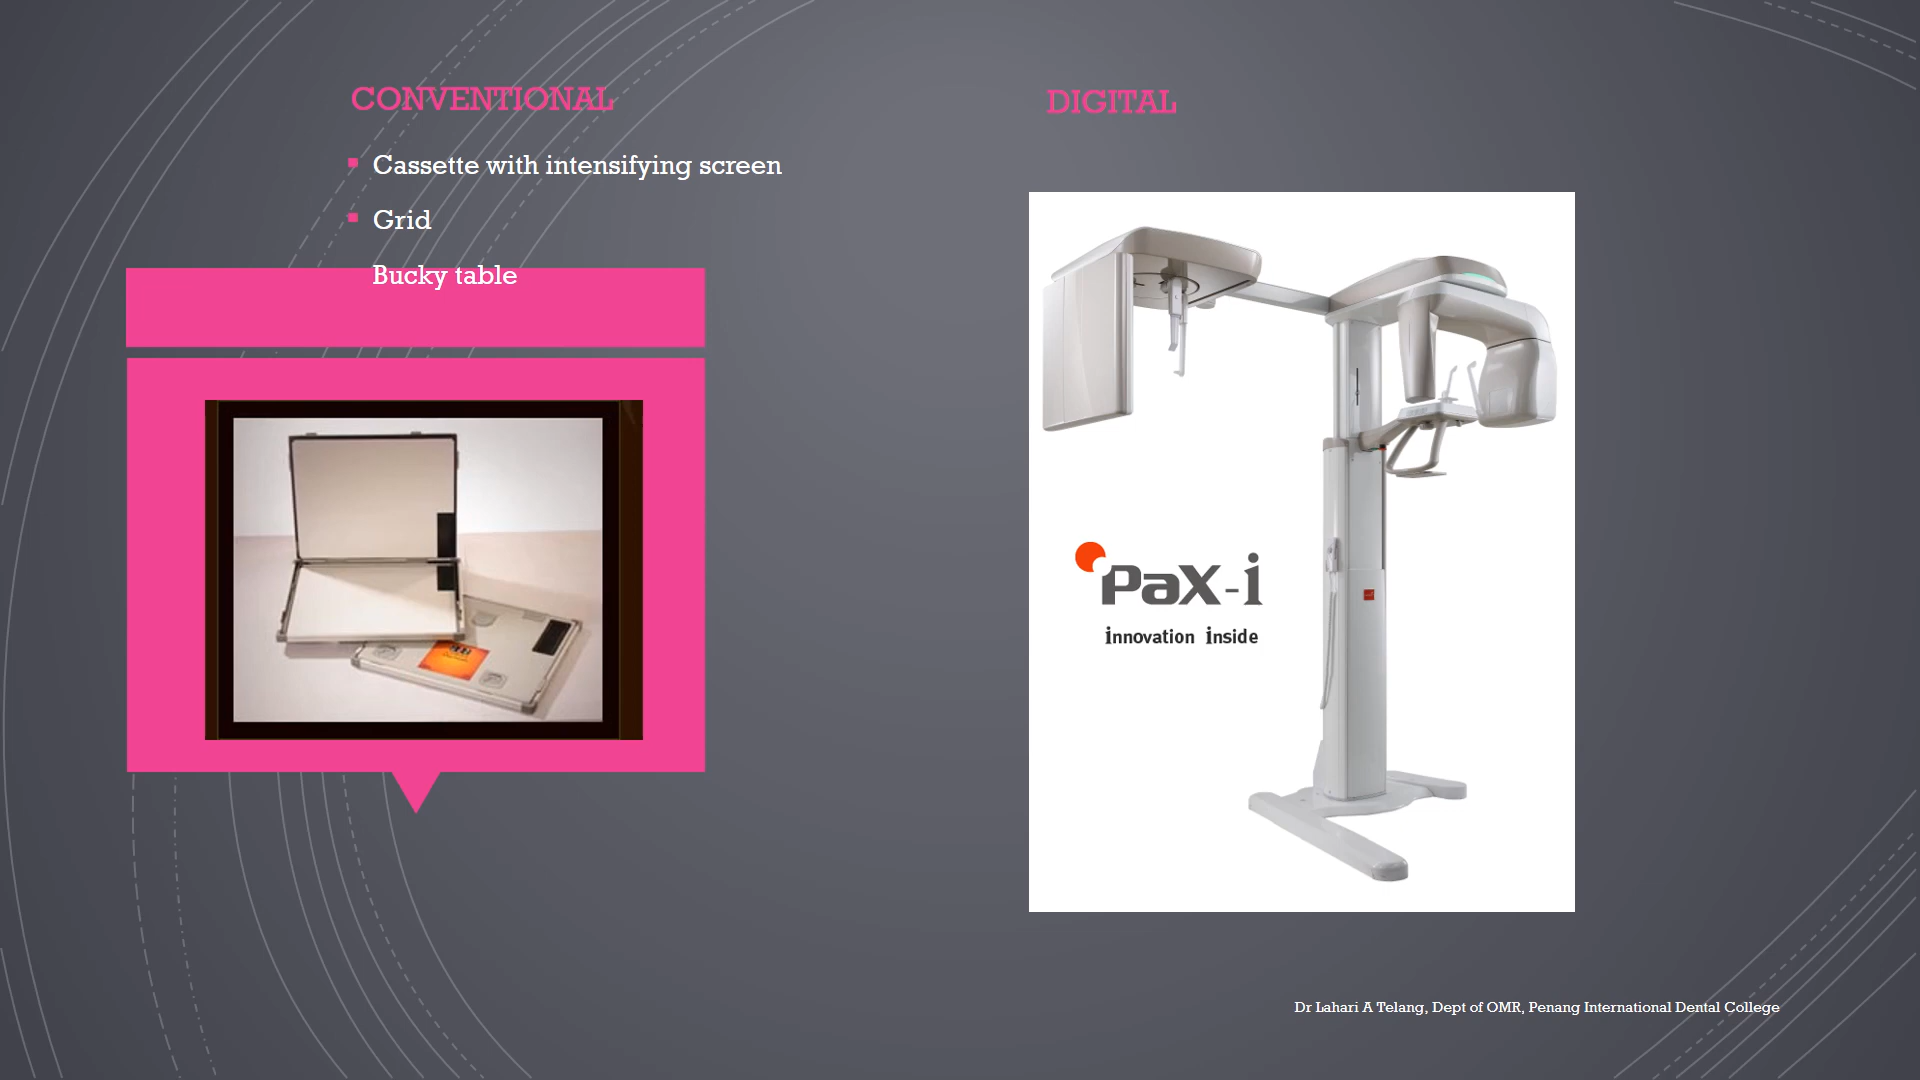 CONVENTIONAL
Cassette with intensifying screen
Grid
Bucky table
DIGITAL
PaX-i
innovation inside
Dr Lahari A Telang, Dept of OMR, Penang International Dental College